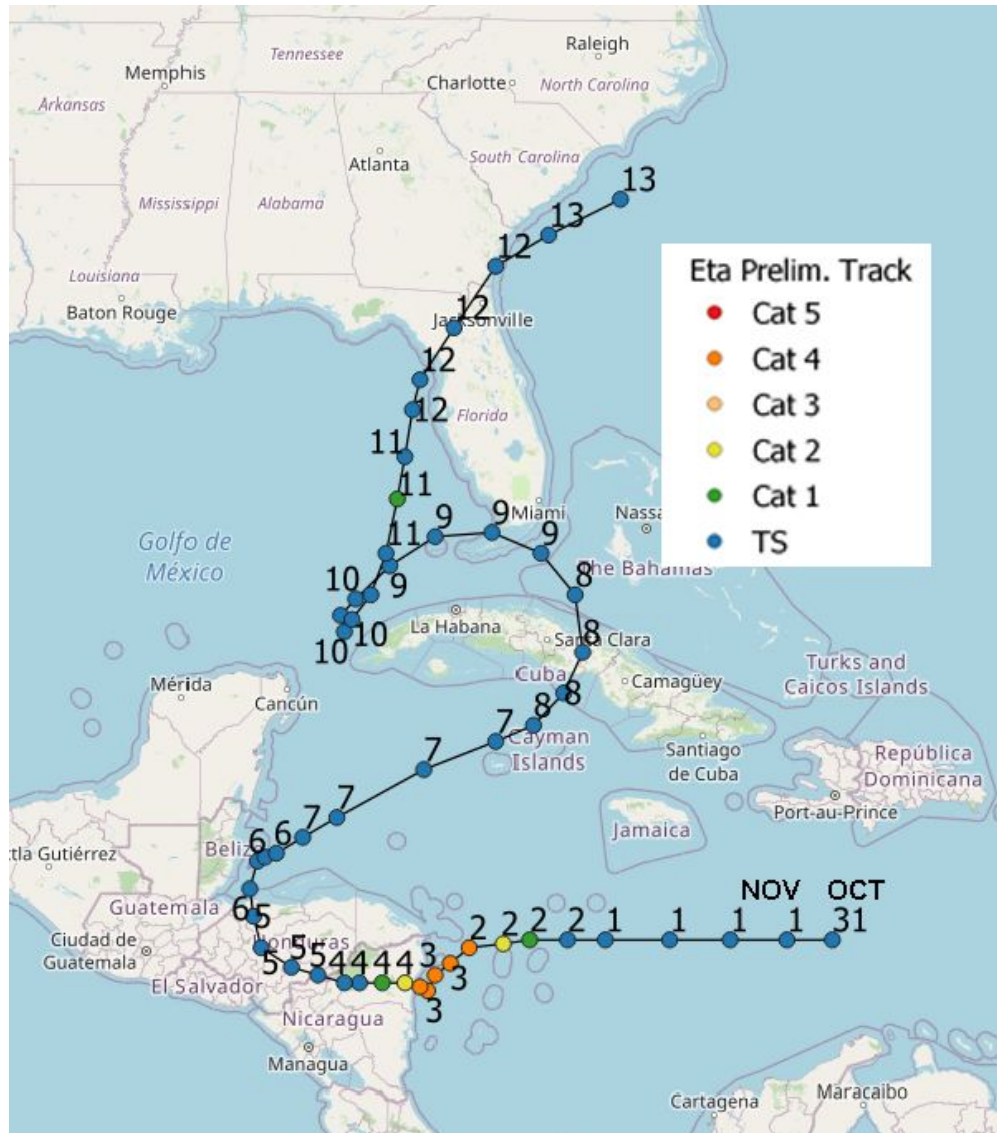 Raleigh
Tennessee
Memphis
Charlotte
North Carolina
Arkansas
Atlanta
South Carolina
13
Mississippi
Alabama
13
12
Eta Prelim. Track
Louisiana
Baton Rouge
12
Jacksonville
Cat 5
Cat 4
12
Cat 3
12
Florida
11
Cat 2
11
Cat 1
Miami
Nassa
9
9
Golfo de
México
11
9
TS
The Bahamas
10
9
8
La Habana
10
10
8
Santa Clara
Cuba
Camagüey
Turks and
Caicos Islands
Mérida
Cancún
8
8
7
Cayman
Islands
Santiago
de Cuba
República
Dominicana
7
7
Port-au-Prince
Jamaica
7
6
6
Beliz
xtla Gutiérrez
NOV
OCT
Guatemala
6
5
2
2
2
2
1
1
1
1
31
Ciudad de
Guatemala
Honduras
5
5
5
4
4
4
4
3
3
El Salvador
3
Nicaragua
Managua
Cartagena
Maracaibo